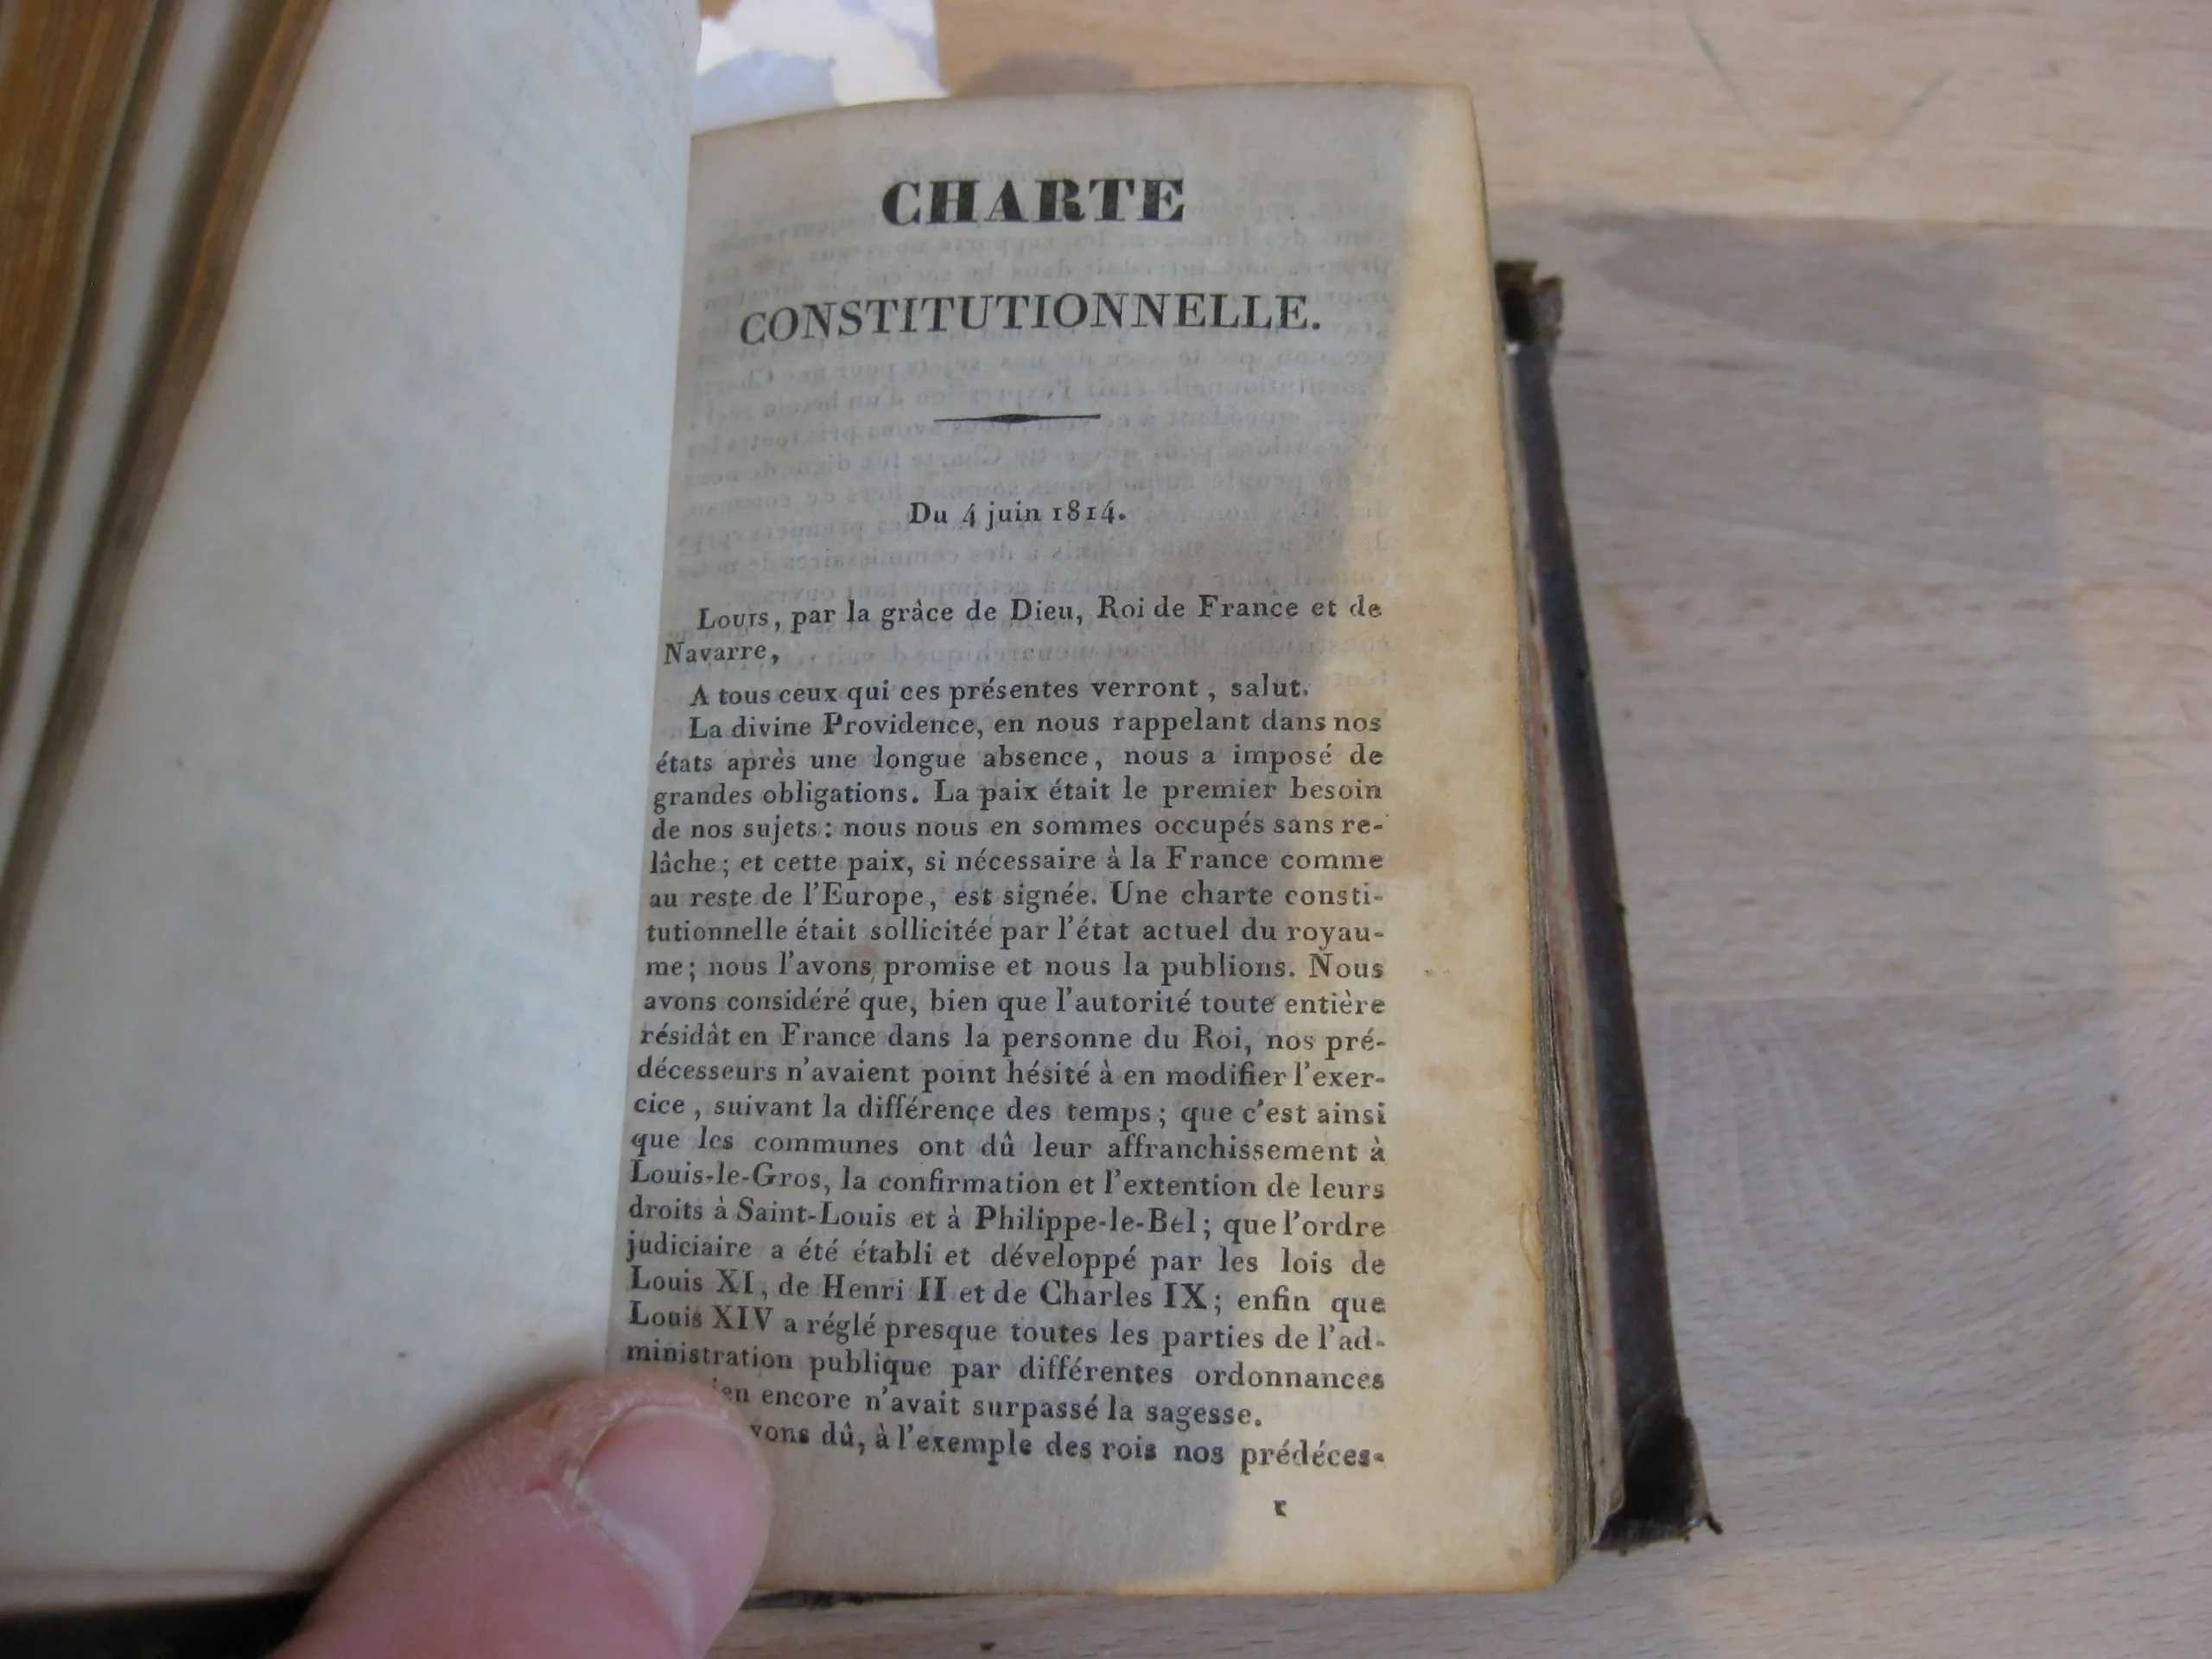 CHARTE
CONSTITUTIONNELLE.
Du 4 juin 1814.
Louis, par la grâce de Dieu, Roi de France et de
Navarre,
A tous ceux qui ces présentes verront, salut.
La divine Providence, en nous rappelant dans nos
états après une longue absence, nous a imposé de
grandes obligations. La paix était le premier besoin
de nos sujets : nous nous en sommes occupés sans re-
lâche ; et cette paix, si nécessaire à la France comme
au reste de l'Europe, est signée. Une charte consti-
tutionnelle était sollicitée par l'état actuel du royau-
me ; nous l'avons promise et nous la publions. Nous
avons considéré que, bien que l'autorité toute entière
résidât en France dans la personne du Roi, nos pré-
décesseurs n'avaient point hésité à en modifier l'exer-
cice, suivant la différence des temps ; que c'est ainsi
que les communes ont dû leur affranchissement à
Louis-le-Gros, la confirmation et l'extention de leurs
droits à Saint-Louis et à Philippe-le-Bel ; que l'ordre
judiciaire a été établi et développé par les lois de
Louis XI, de Henri II et de Charles IX ; enfin que
Louis XIV a réglé presque toutes les parties de l'ad-
ministration publique par différentes ordonnances
encore n'avait surpassé la sagesse.
dû, à l'exemple des rois nos prédéces-